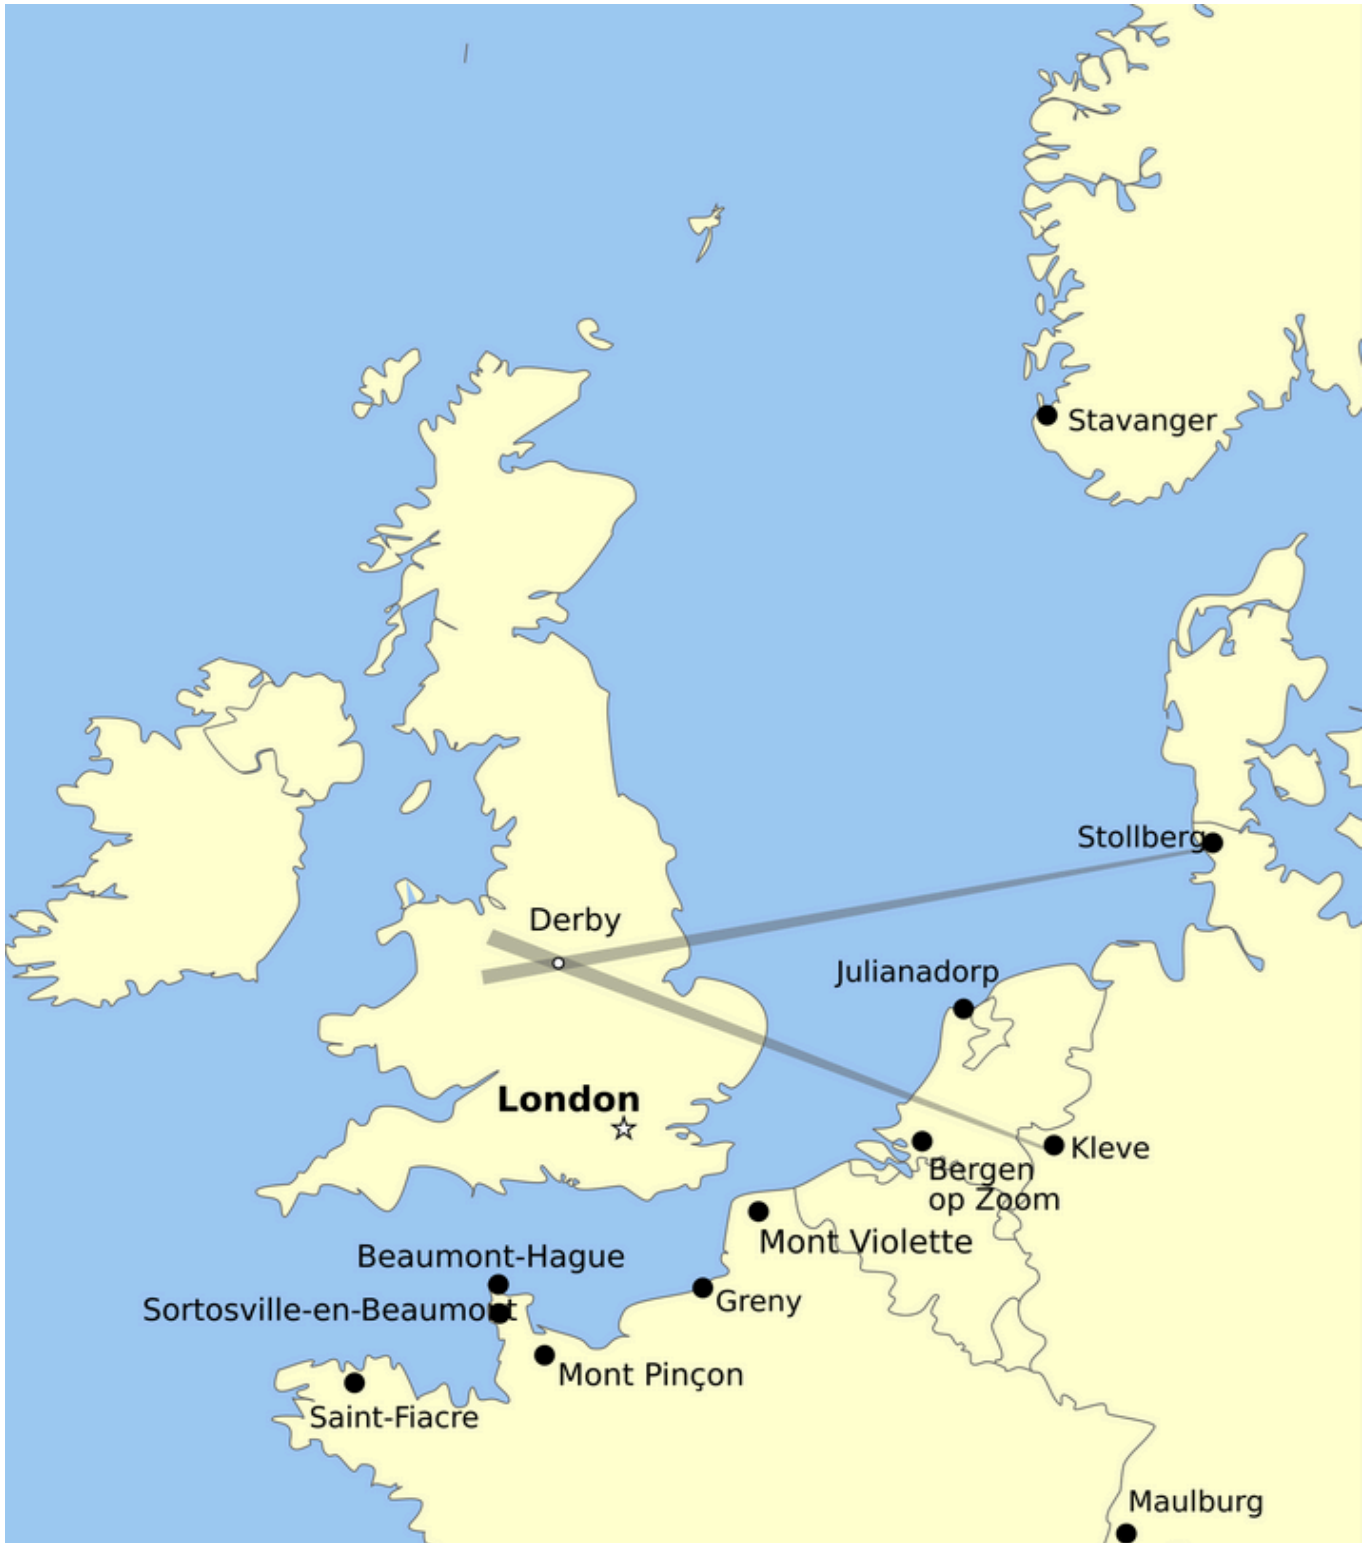 Stavanger
Stollberg
Derby
Julianadorp
London
Kleve
Bergen
op Zoom
Mont Violette
Beaumont-Hague
Greny
Sortosville-en-Beaumont
Mont Pinçon
Saint-Fiacre
Maulburg